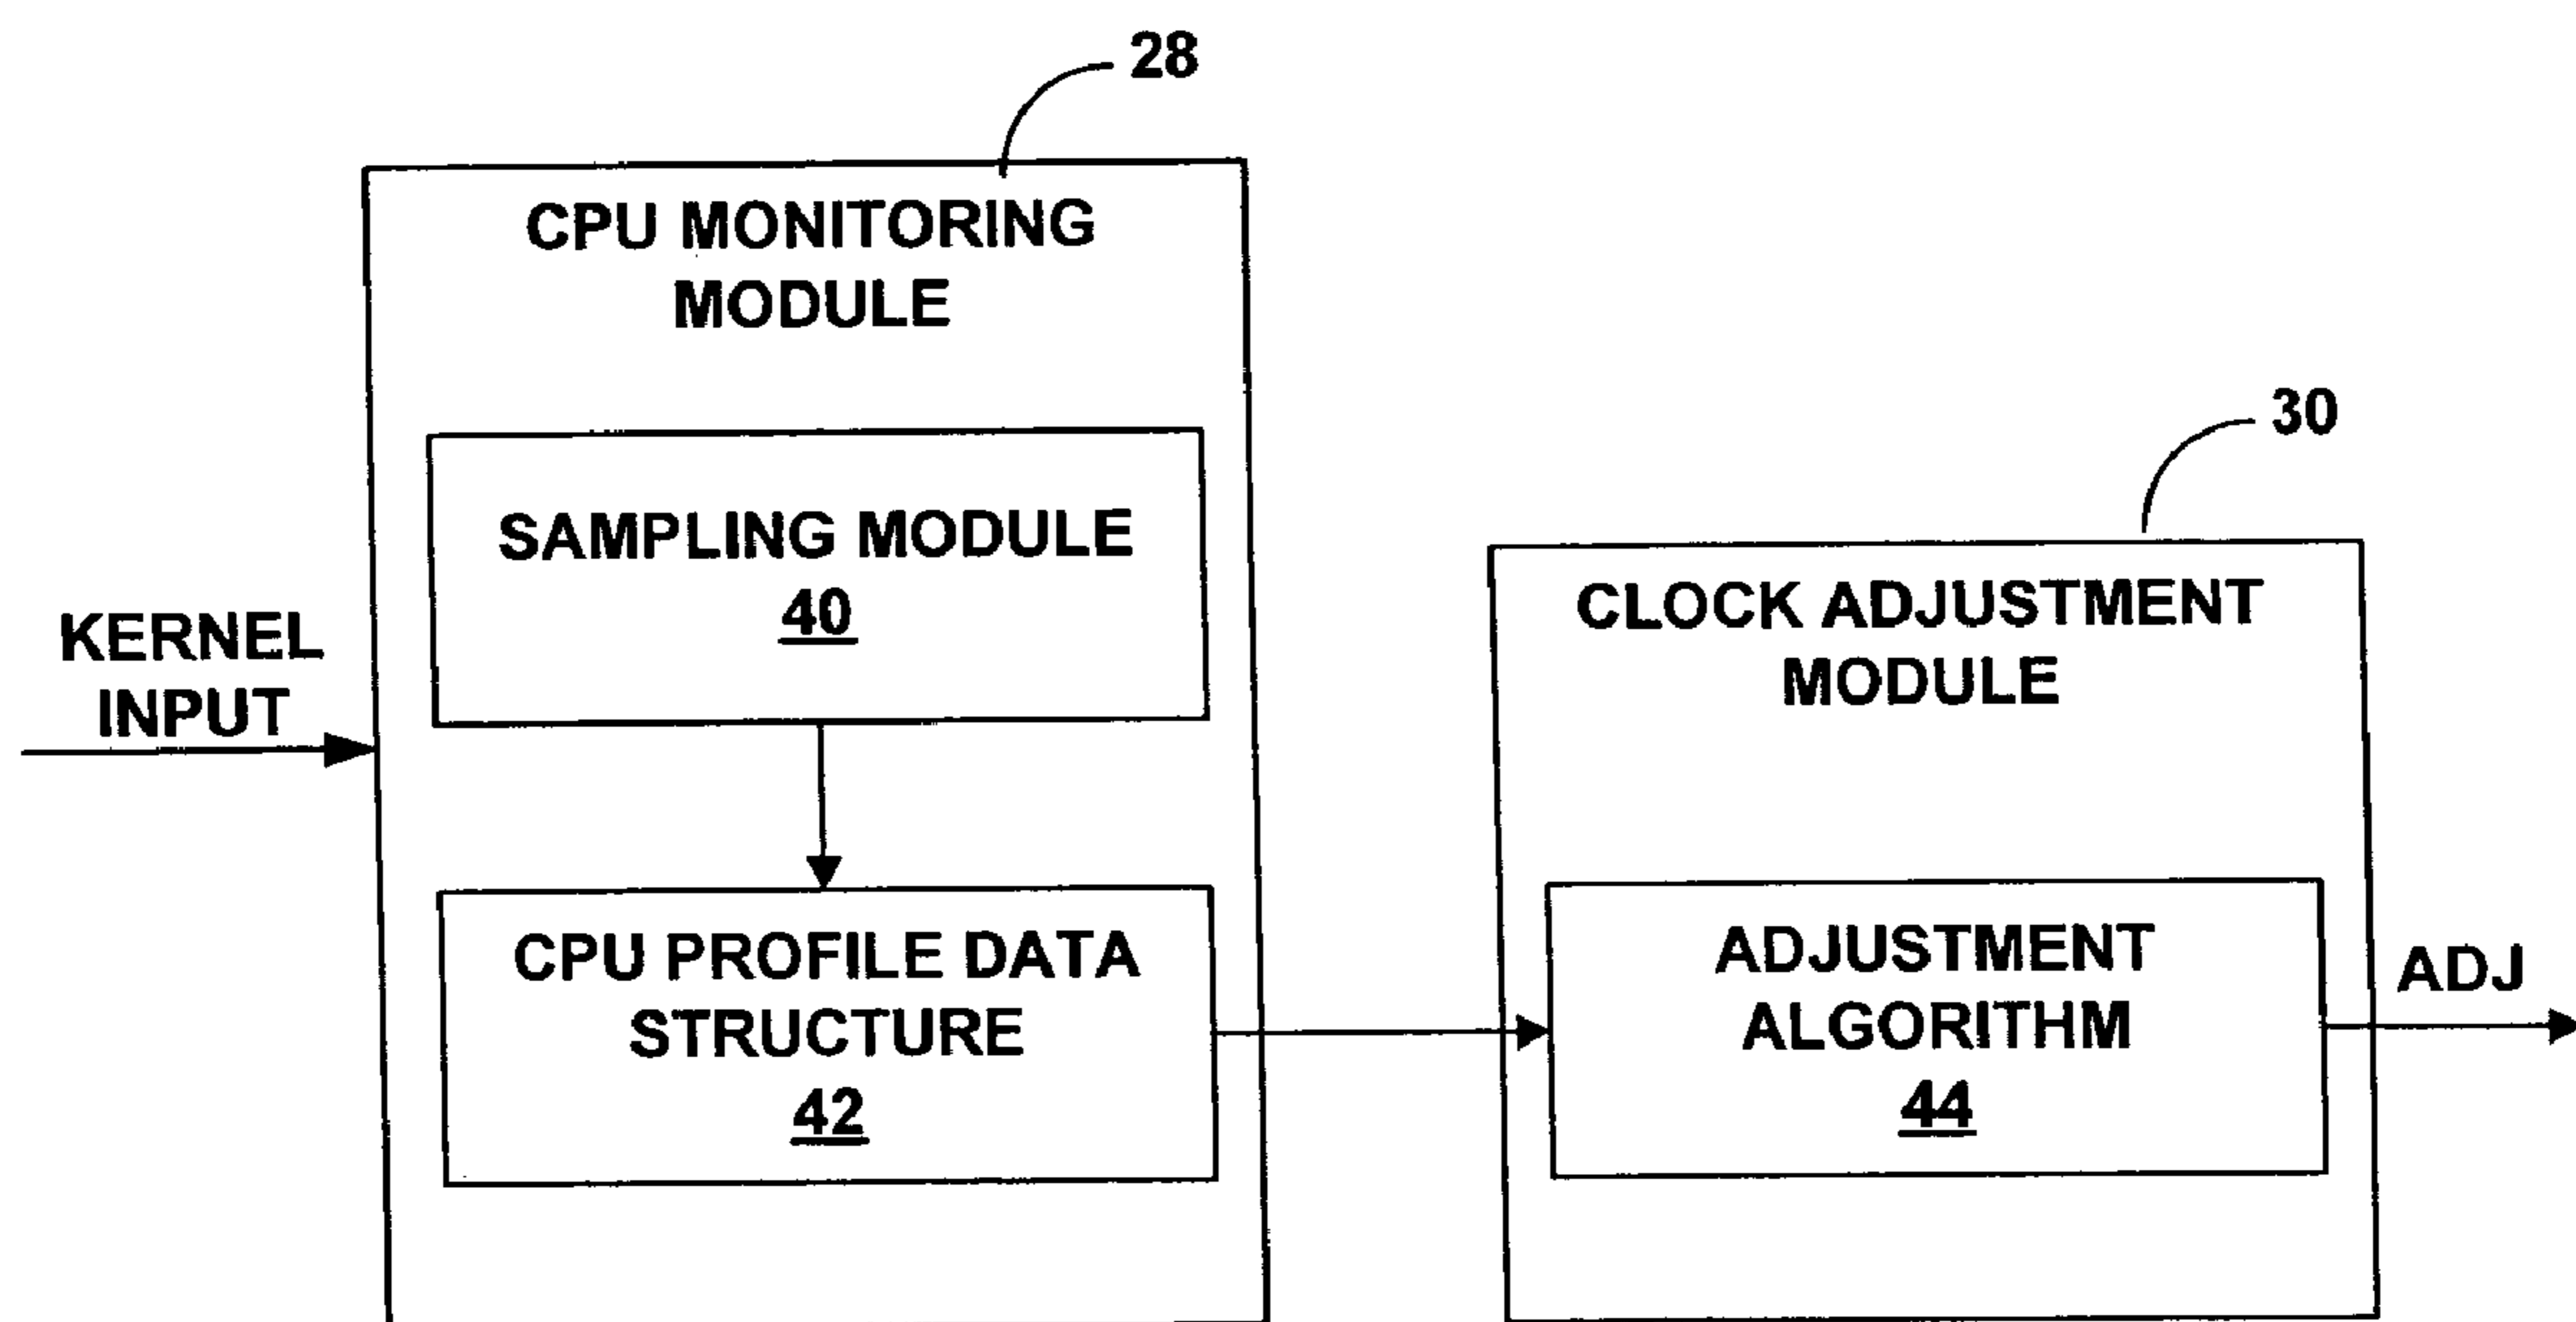 28
CPU MONITORING
MODULE
SAMPLING MODULE
40
KERNEL
INPUT
CPU PROFILE DATA
STRUCTURE
42
30
CLOCK ADJUSTMENT
MODULE
ADJUSTMENT
ALGORITHM
44
ADJ